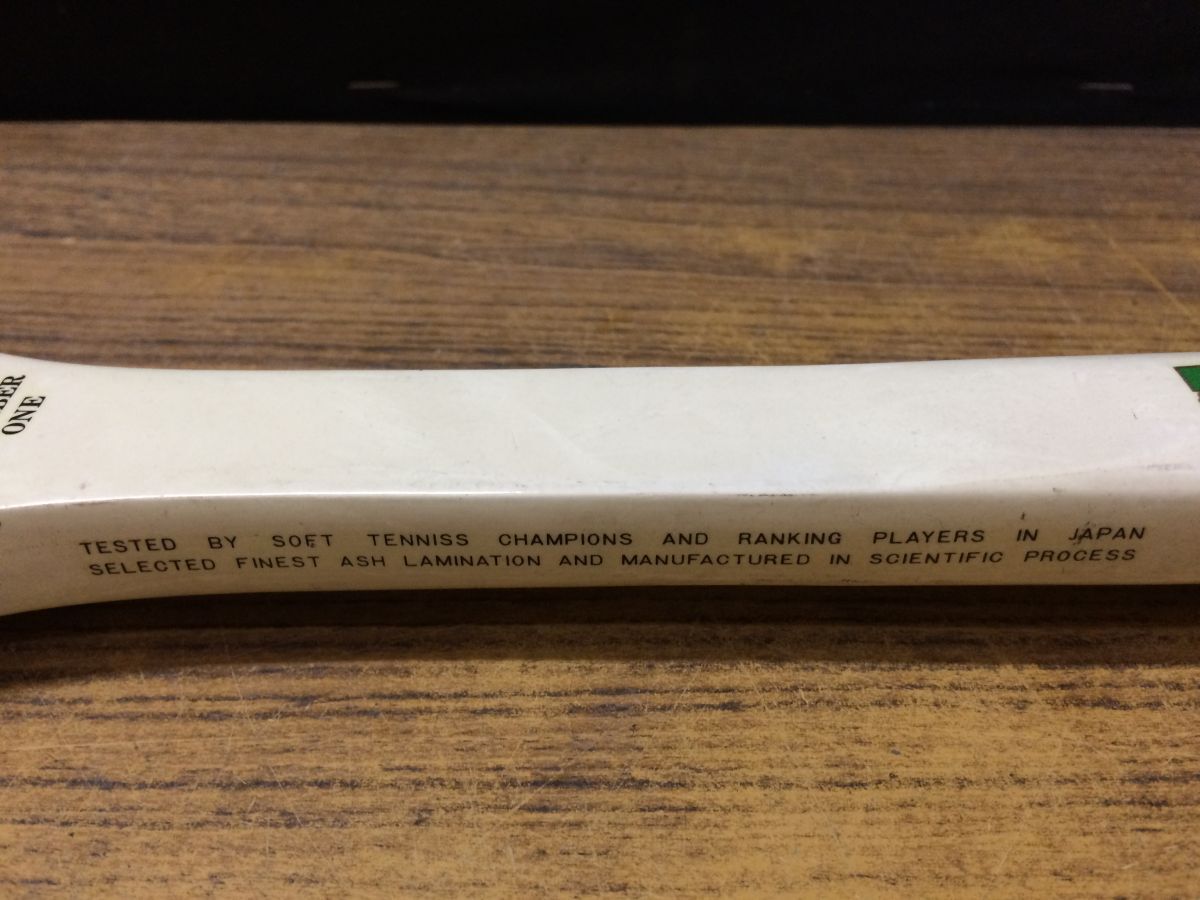 BER
ONE
TESTED BY SOFT TENNISS CHAMPIONS AND RANKING PLAYERS IN JAPAN
SELECTED FINEST ASH LAMINATION AND MANUFACTURED IN SCIENTIFIC PROCESS